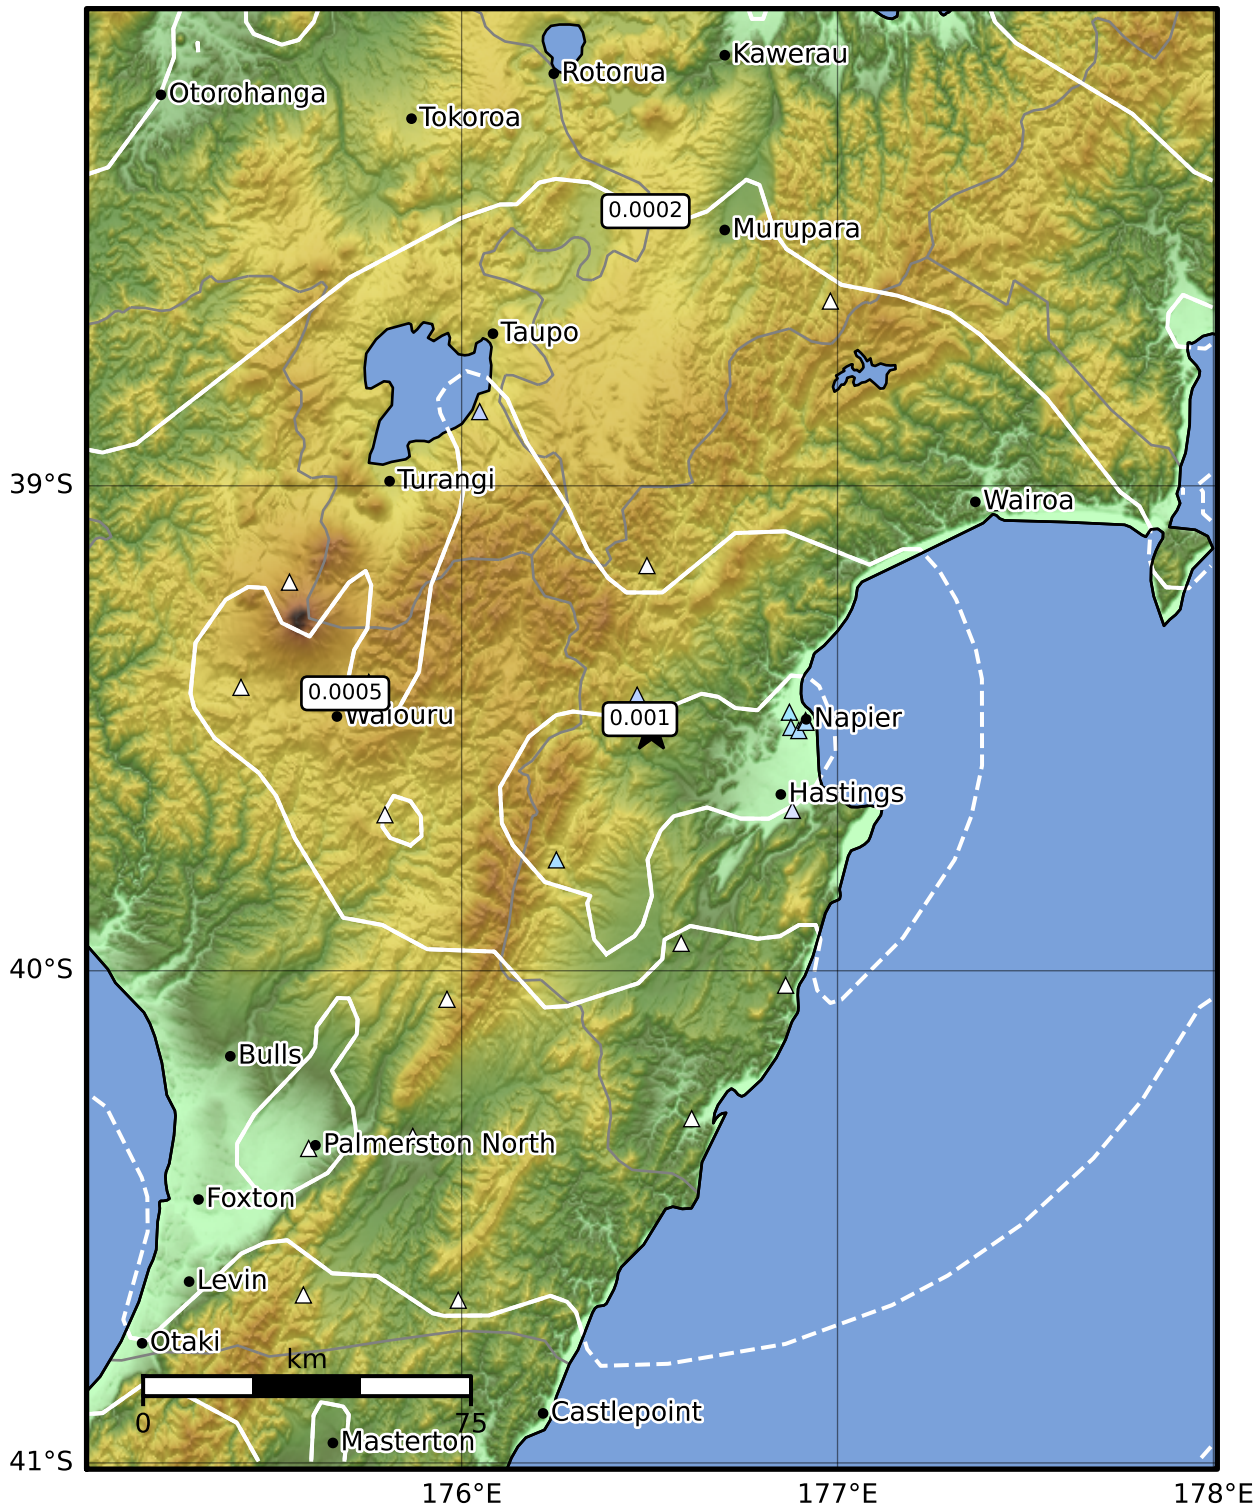 Kawerau
Rotorua
Otorohanga
Tokoroa
0.0002
Murupara
Taupo
39°S
Turangi
Wairoa
0.0005
Waiouru
0.001
Napier
Hastings
40°S
Bulls
Palmerston North
Foxton
Levin
Otaki
km
0
75
Castlepoint
Masterton
41°S
176°E
177°E
178°E